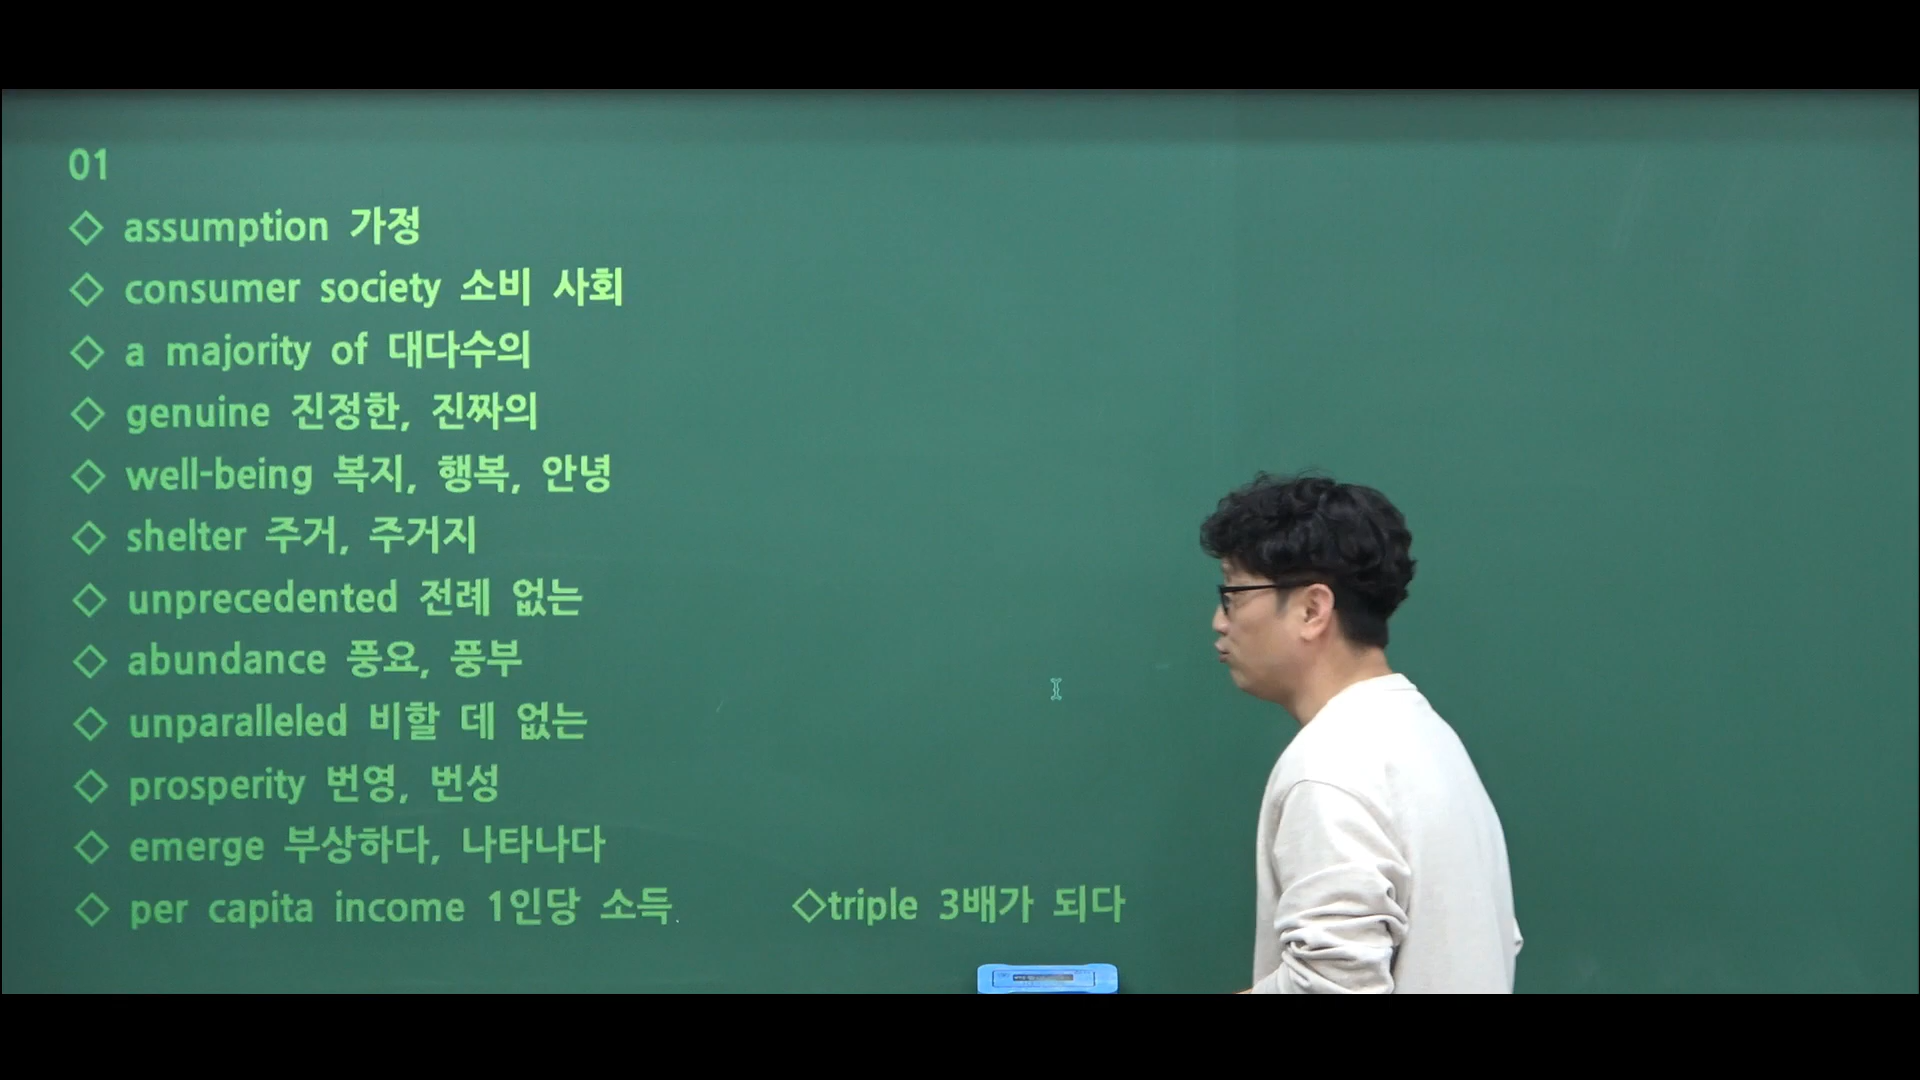 01
◇ assumption 가정
◇ consumer society 소비 사회
◇ a majority of 대다수의
◇ genuine 진정한, 진짜의
◇ well-being 복지, 행복, 안녕
◇ shelter 주거, 주거지
◇ unprecedented 전례 없는
◇ abundance 풍요, 풍부
◇ unparalleled 비할 데 없는
◇ prosperity 번영, 번성
◇ emerge 부상하다, 나타나다
◇ per capita income 1인당 소득 ◇triple 3배가 되다